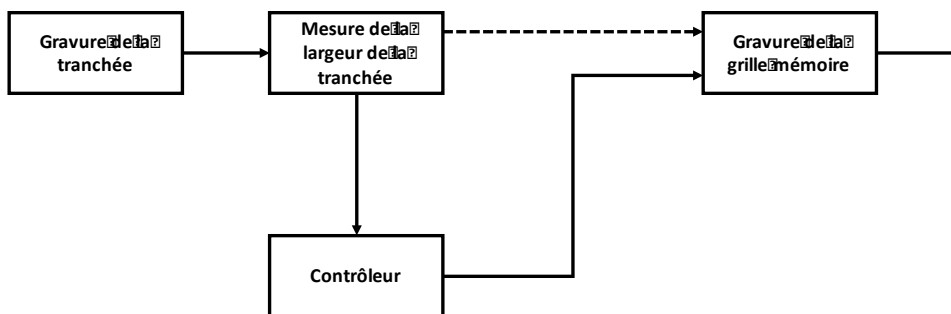 Gravure de la
tranchée
Mesure de la
largeur de la
tranchée
Gravure de la
grille mémoire
Contrôleur